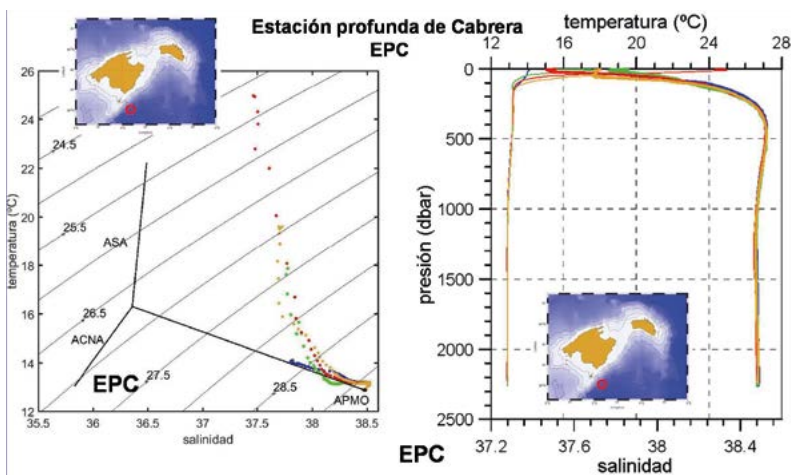 Estación profunda de Cabrera
EPC
26
24
22
20
18
16
14
12
temperatura (ºC)
24.5
25.5
26.5
27.5
28.5
ASA
ACNA
EPC
APMO
35.5 36 36.5 37 37.5 38 38.5
salinidad
temperatura (ºC)
12 16 20 24 28
0
500
1000
1500
2000
2500
presión (dbar)
37.2 37.6 38 38.4
salinidad
EPC